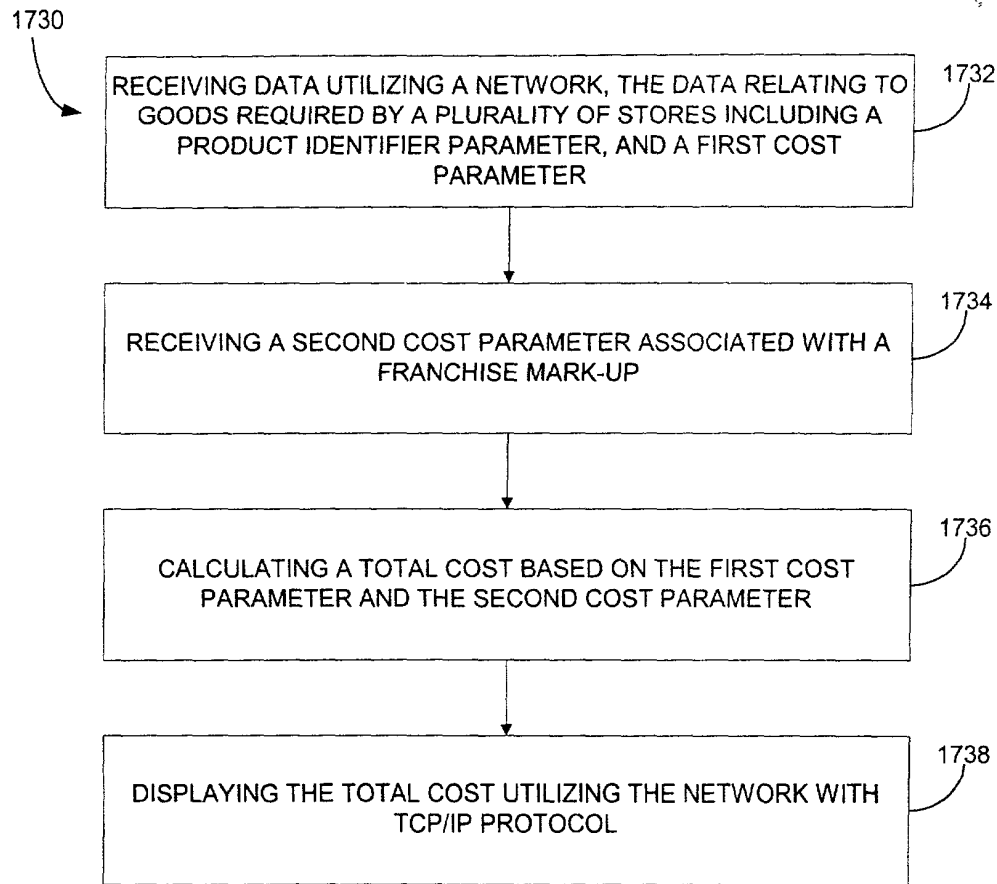 1730
RECEIVING DATA UTILIZING A NETWORK, THE DATA RELATING TO
GOODS REQUIRED BY A PLURALITY OF STORES INCLUDING A
PRODUCT IDENTIFIER PARAMETER, AND A FIRST COST
PARAMETER
1732
RECEIVING A SECOND COST PARAMETER ASSOCIATED WITH A
FRANCHISE MARK-UP
1734
CALCULATING A TOTAL COST BASED ON THE FIRST COST
PARAMETER AND THE SECOND COST PARAMETER
1736
DISPLAYING THE TOTAL COST UTILIZING THE NETWORK WITH
TCP/IP PROTOCOL
1738